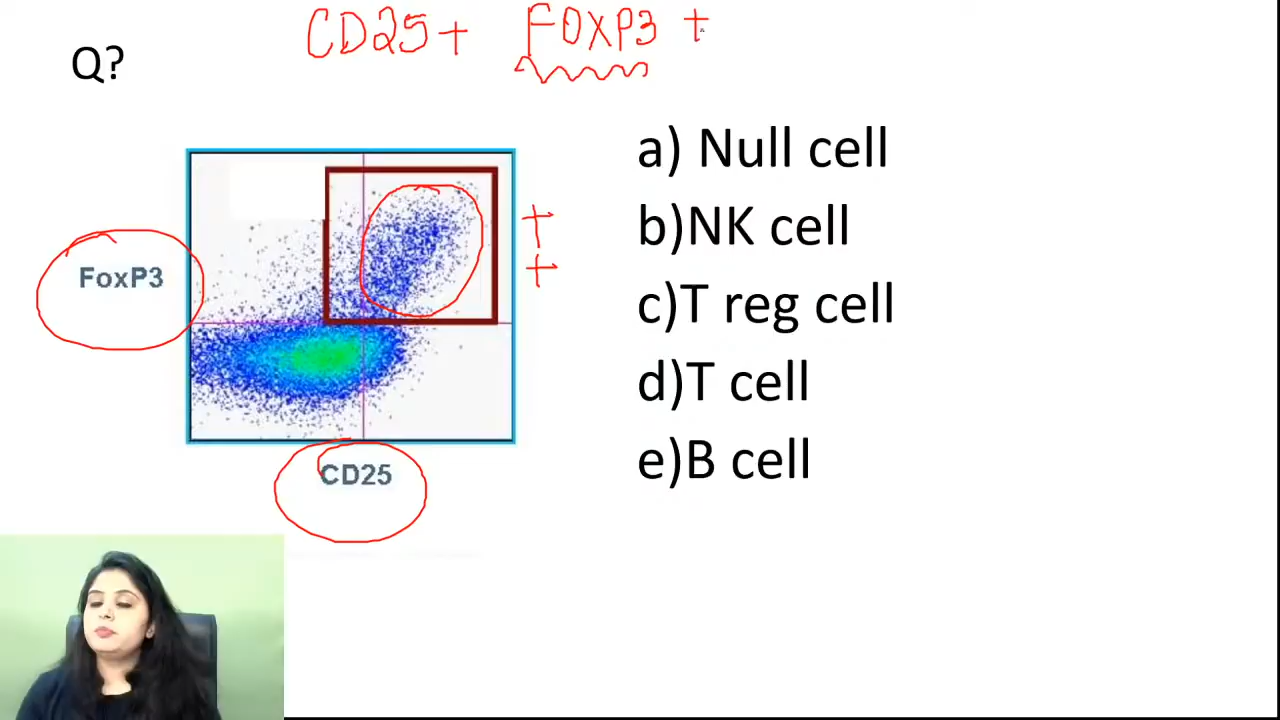 CD25+ FOXP3 +
Q?
a) Null cell
b)NK cell
c)T reg cell
d)T cell
e)B cell
FoxP3
+
+
CD25